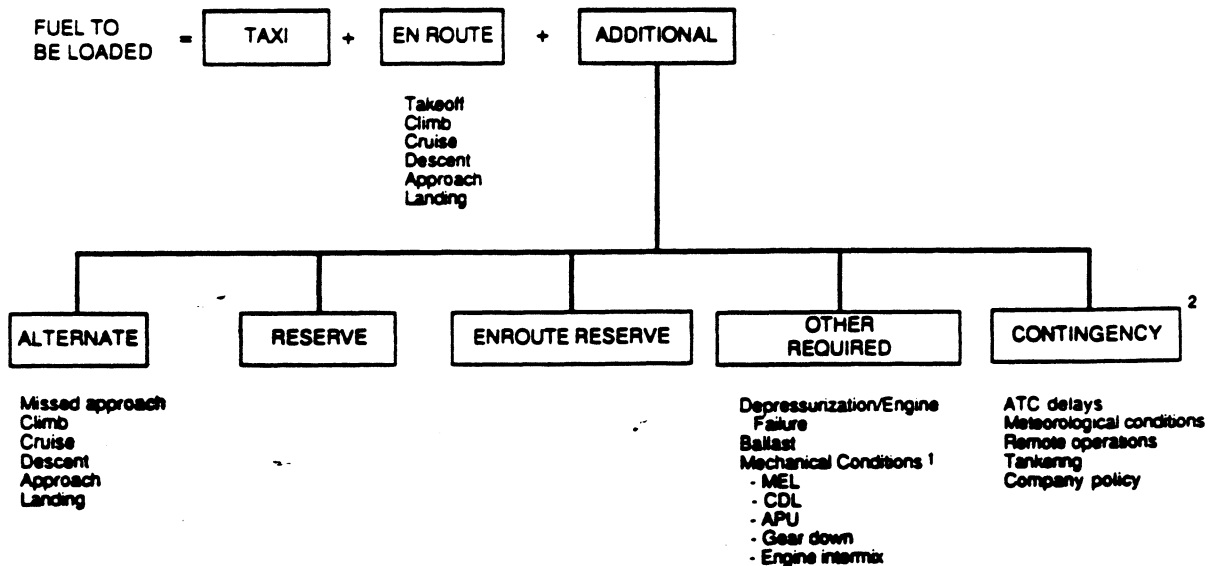 FUEL TO
BE LOADED = TAXI + EN ROUTE + ADDITIONAL
Takeoff
Climb
Cruise
Descent
Approach
Landing
ALTERNATE
RESERVE
ENROUTE RESERVE
OTHER
REQUIRED
CONTINGENCY 2
Missed approach
Climb
Cruise
Descent
Approach
Landing
Depressurization/Engine
Failure
Ballast
Mechanical Conditions 1
- MEL
- CDL
- APU
- Gear down
- Engine intermix
ATC delays
Meteorological conditions
Remote operations
Tankering
Company policy